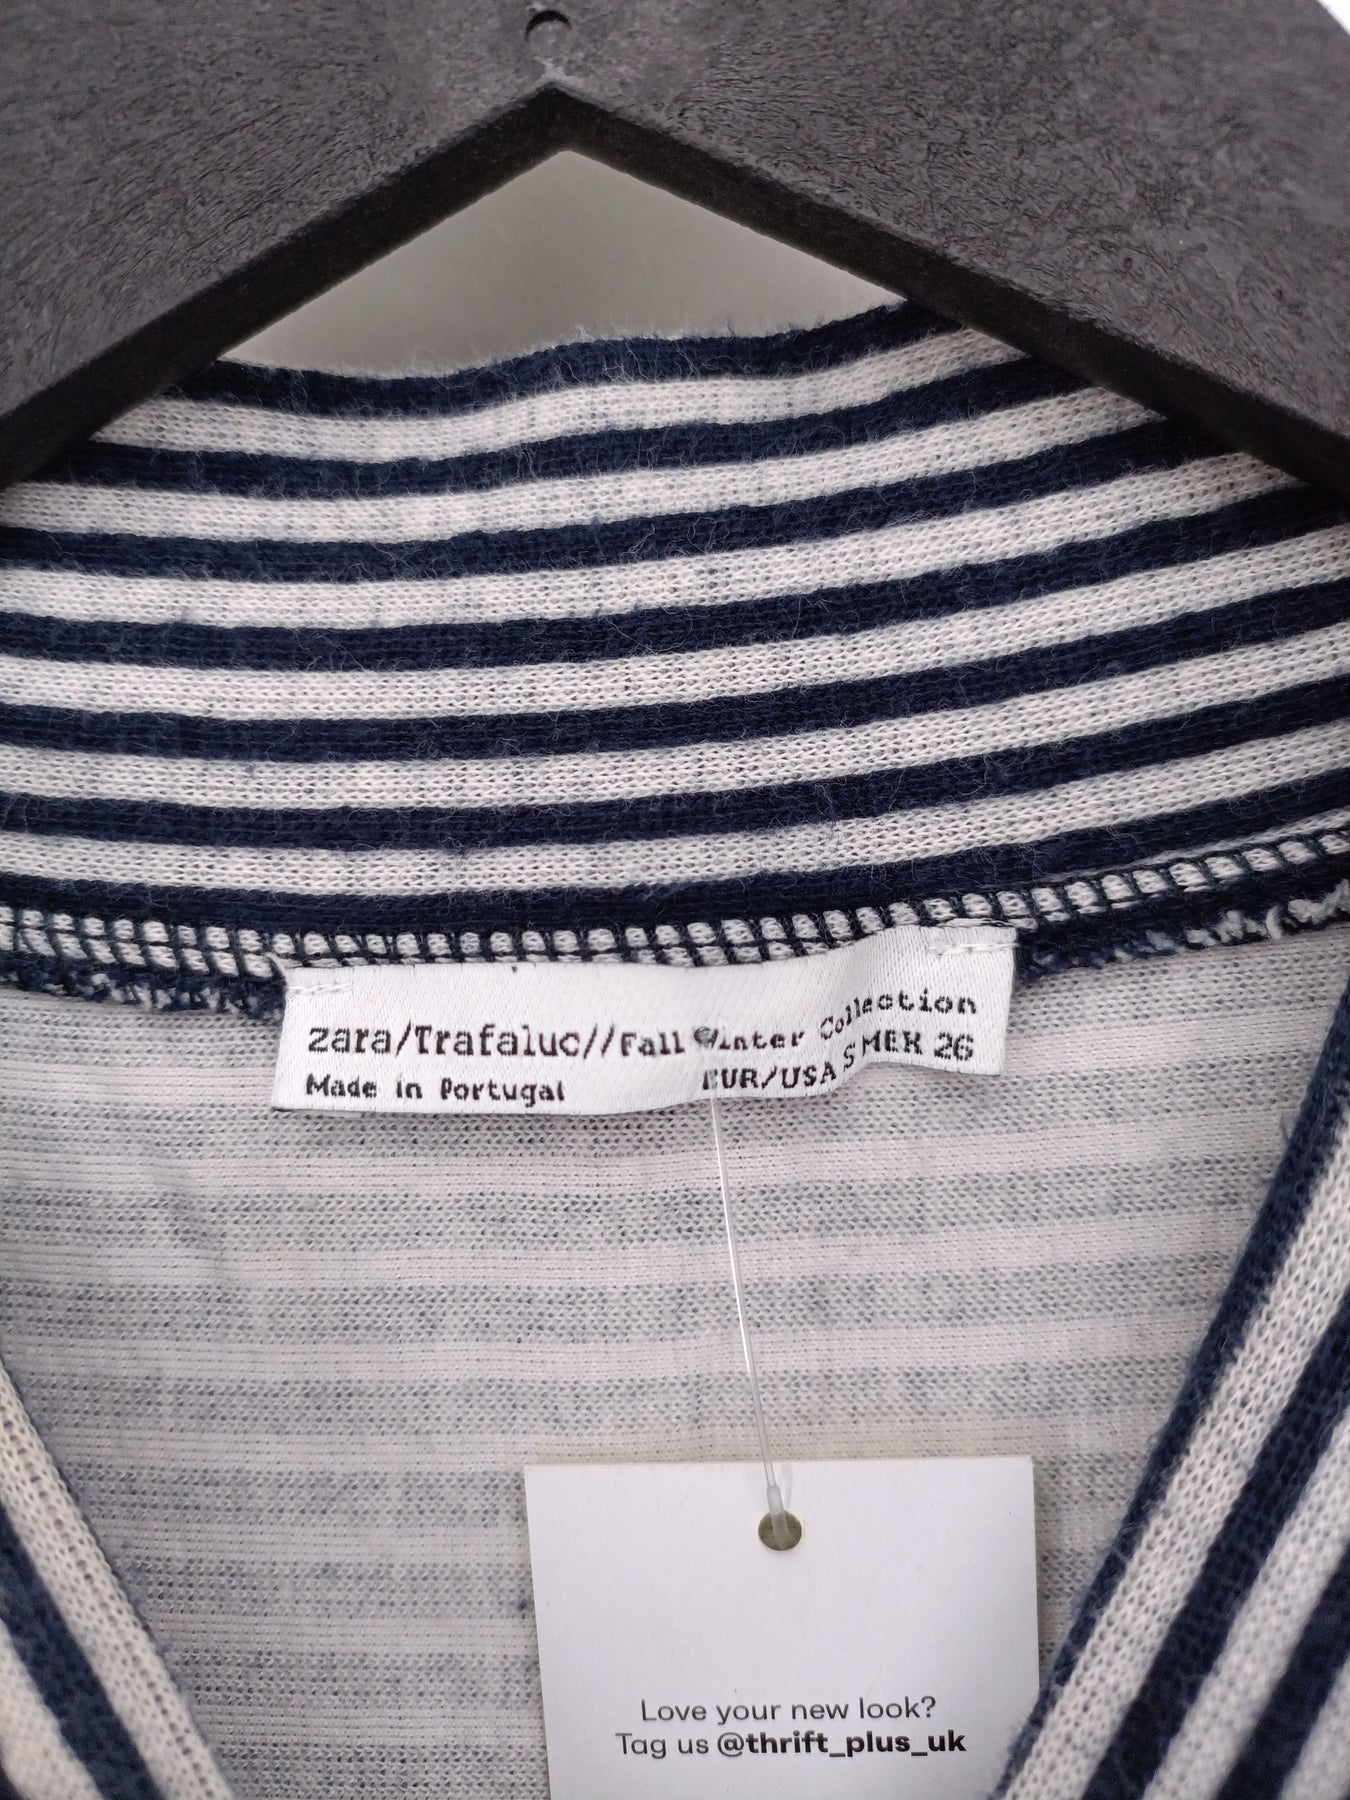 Zara/Trafaluc//Fall Winter Collection
Made in Portugal EUR/USA S MEX 26
Love your new look?
Tag us @thrift_plus_uk